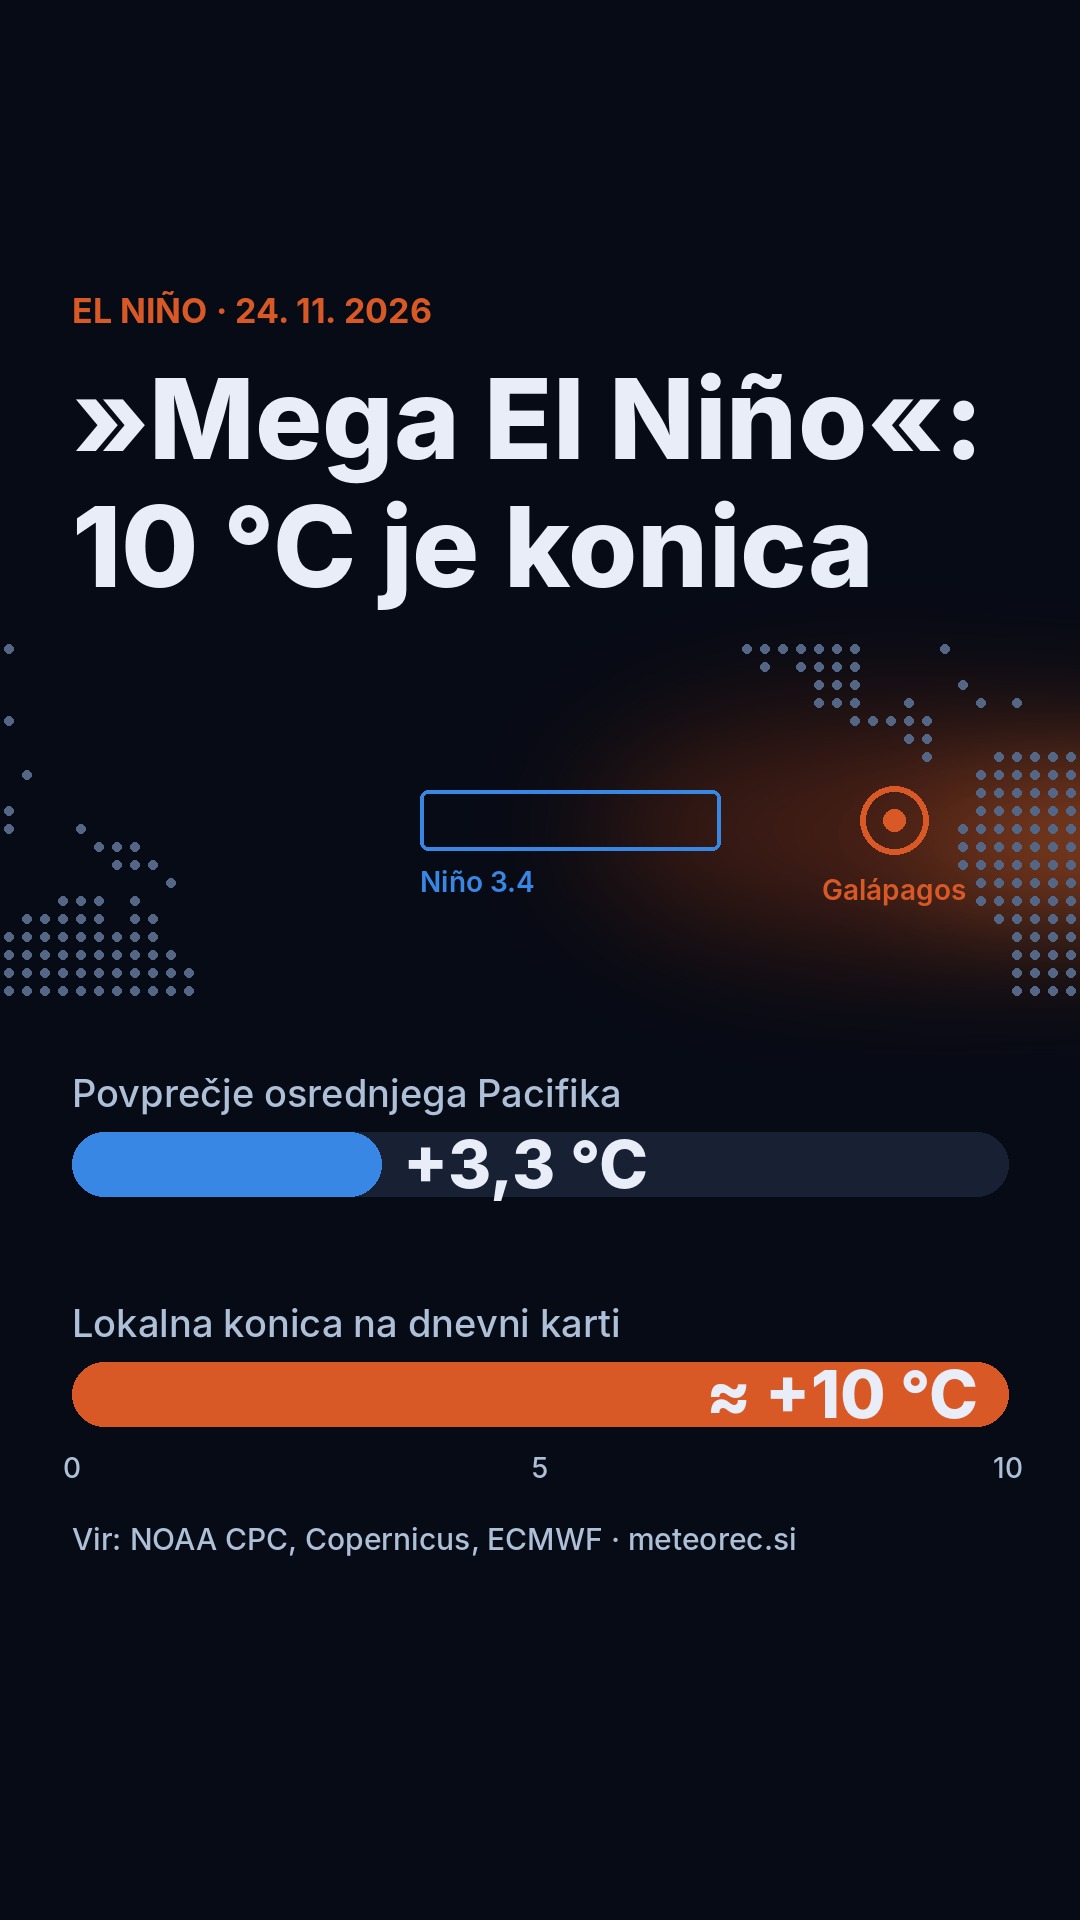 EL NIÑO · 24. 11. 2026
»Mega El Niño«:
10 °C je konica
Niño 3.4
Galápagos
Povprečje osrednjega Pacifika
+3,3 °C
Lokalna konica na dnevni karti
≈ +10 °C
0 5 10
Vir: NOAA CPC, Copernicus, ECMWF · meteorec.si